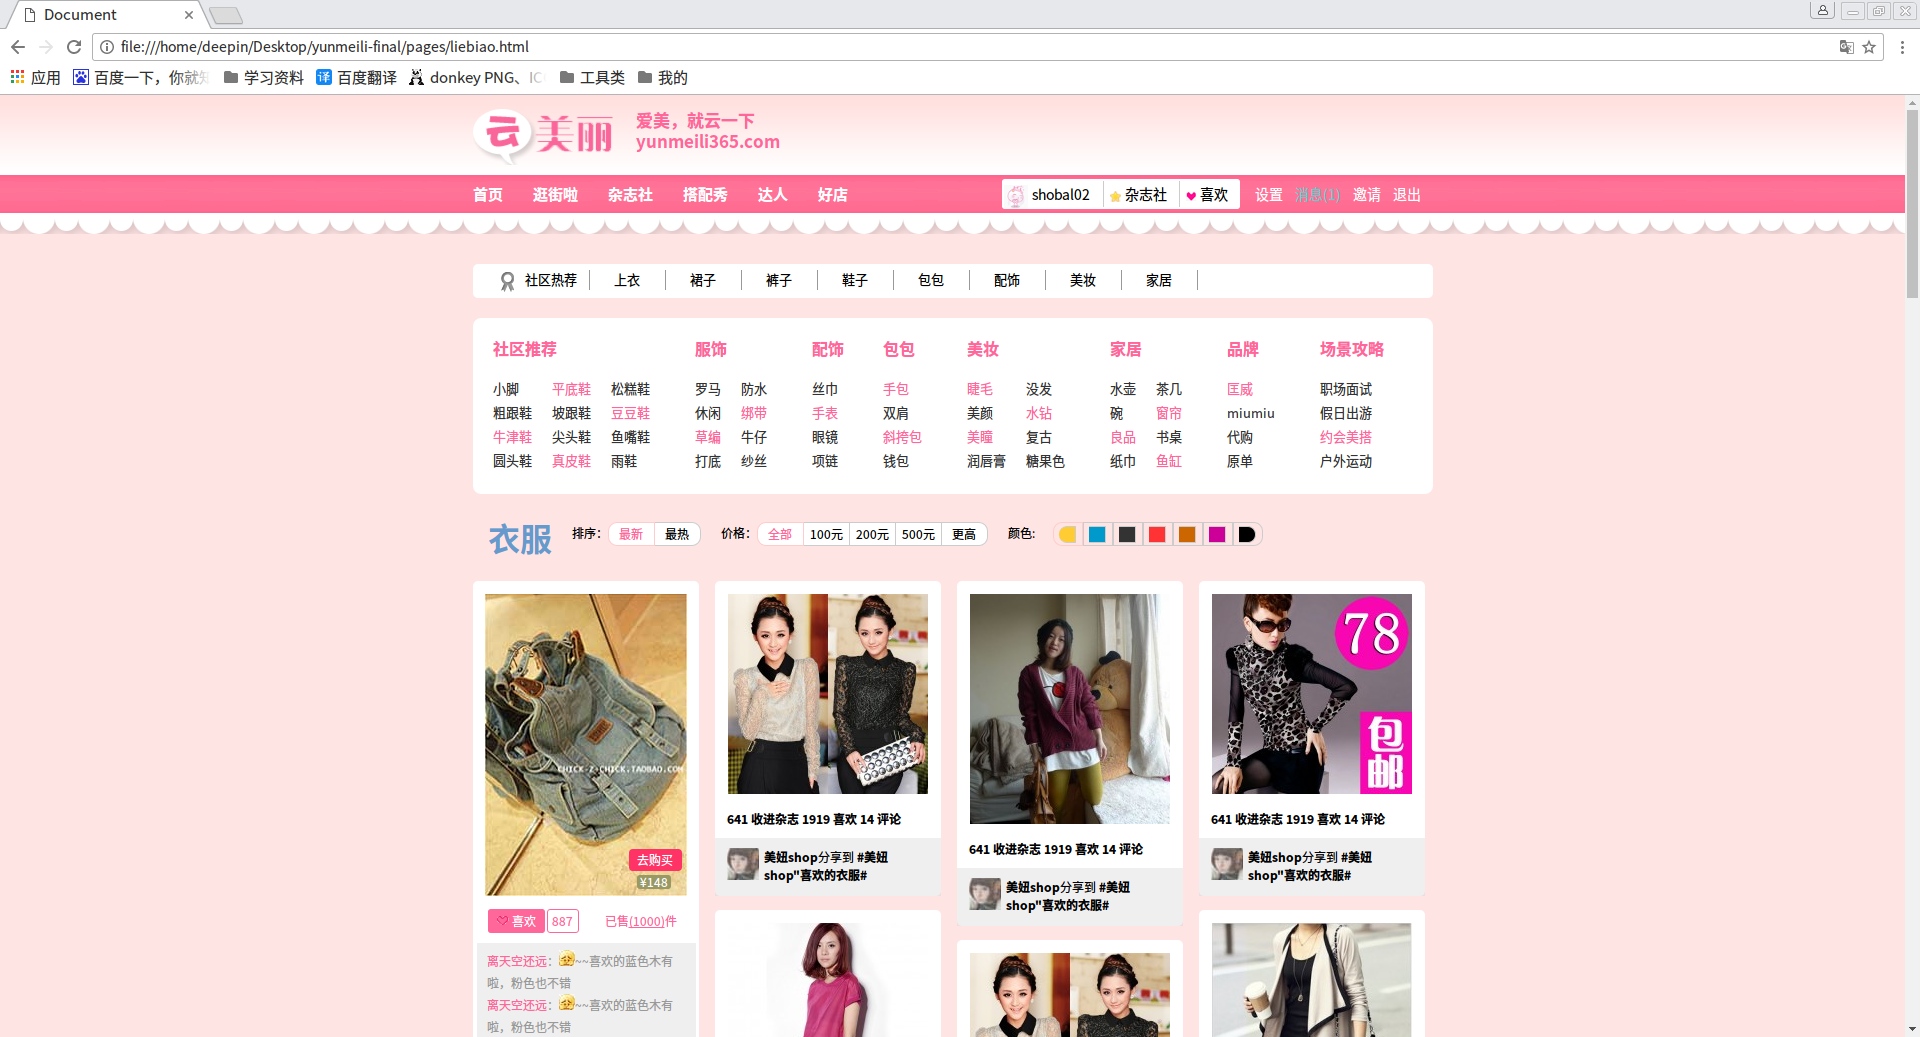 Document
file:///home/deepin/Desktop/yunmeili-final/pages/liebiao.html
应用 百度一下，你就知 学习资料 译 百度翻译 donkey PNG、IC 工具类 我的
云美丽 爱美，就云一下
yunmeili365.com
首页 逛街啦 杂志社 搭配秀 达人 好店 shobal02 杂志社 喜欢 设置 消息(1) 邀请 退出
社区热荐 上衣 裙子 裤子 鞋子 包包 配饰 美妆 家居
社区推荐 服饰 配饰 包包 美妆 家居 品牌 场景攻略
小脚 平底鞋 松糕鞋 罗马 防水 丝巾 手包 睫毛 没发 水壶 茶几 匡威 职场面试
粗跟鞋 坡跟鞋 豆豆鞋 休闲 绑带 手表 双肩 美颜 水钻 碗 窗帘 miumiu 假日出游
牛津鞋 尖头鞋 鱼嘴鞋 草编 牛仔 眼镜 斜挎包 美瞳 复古 良品 书桌 代购 约会美搭
圆头鞋 真皮鞋 雨鞋 打底 纱丝 项链 钱包 润唇膏 糖果色 纸巾 鱼缸 原单 户外运动
衣服 排序： 最新 最热 价格： 全部 100元 200元 500元 更高 颜色:
CHICK-Z-CHICK.TAOBAO.COM
去购买
¥148
喜欢 887 已售(1000)件
离天空还远：~~喜欢的蓝色木有
啦，粉色也不错
离天空还远：~~喜欢的蓝色木有
啦，粉色也不错
641 收进杂志 1919 喜欢 14 评论
美妞shop分享到 #美妞
shop"喜欢的衣服#
641 收进杂志 1919 喜欢 14 评论
美妞shop分享到 #美妞
shop"喜欢的衣服#
78
包
邮
641 收进杂志 1919 喜欢 14 评论
美妞shop分享到 #美妞
shop"喜欢的衣服#